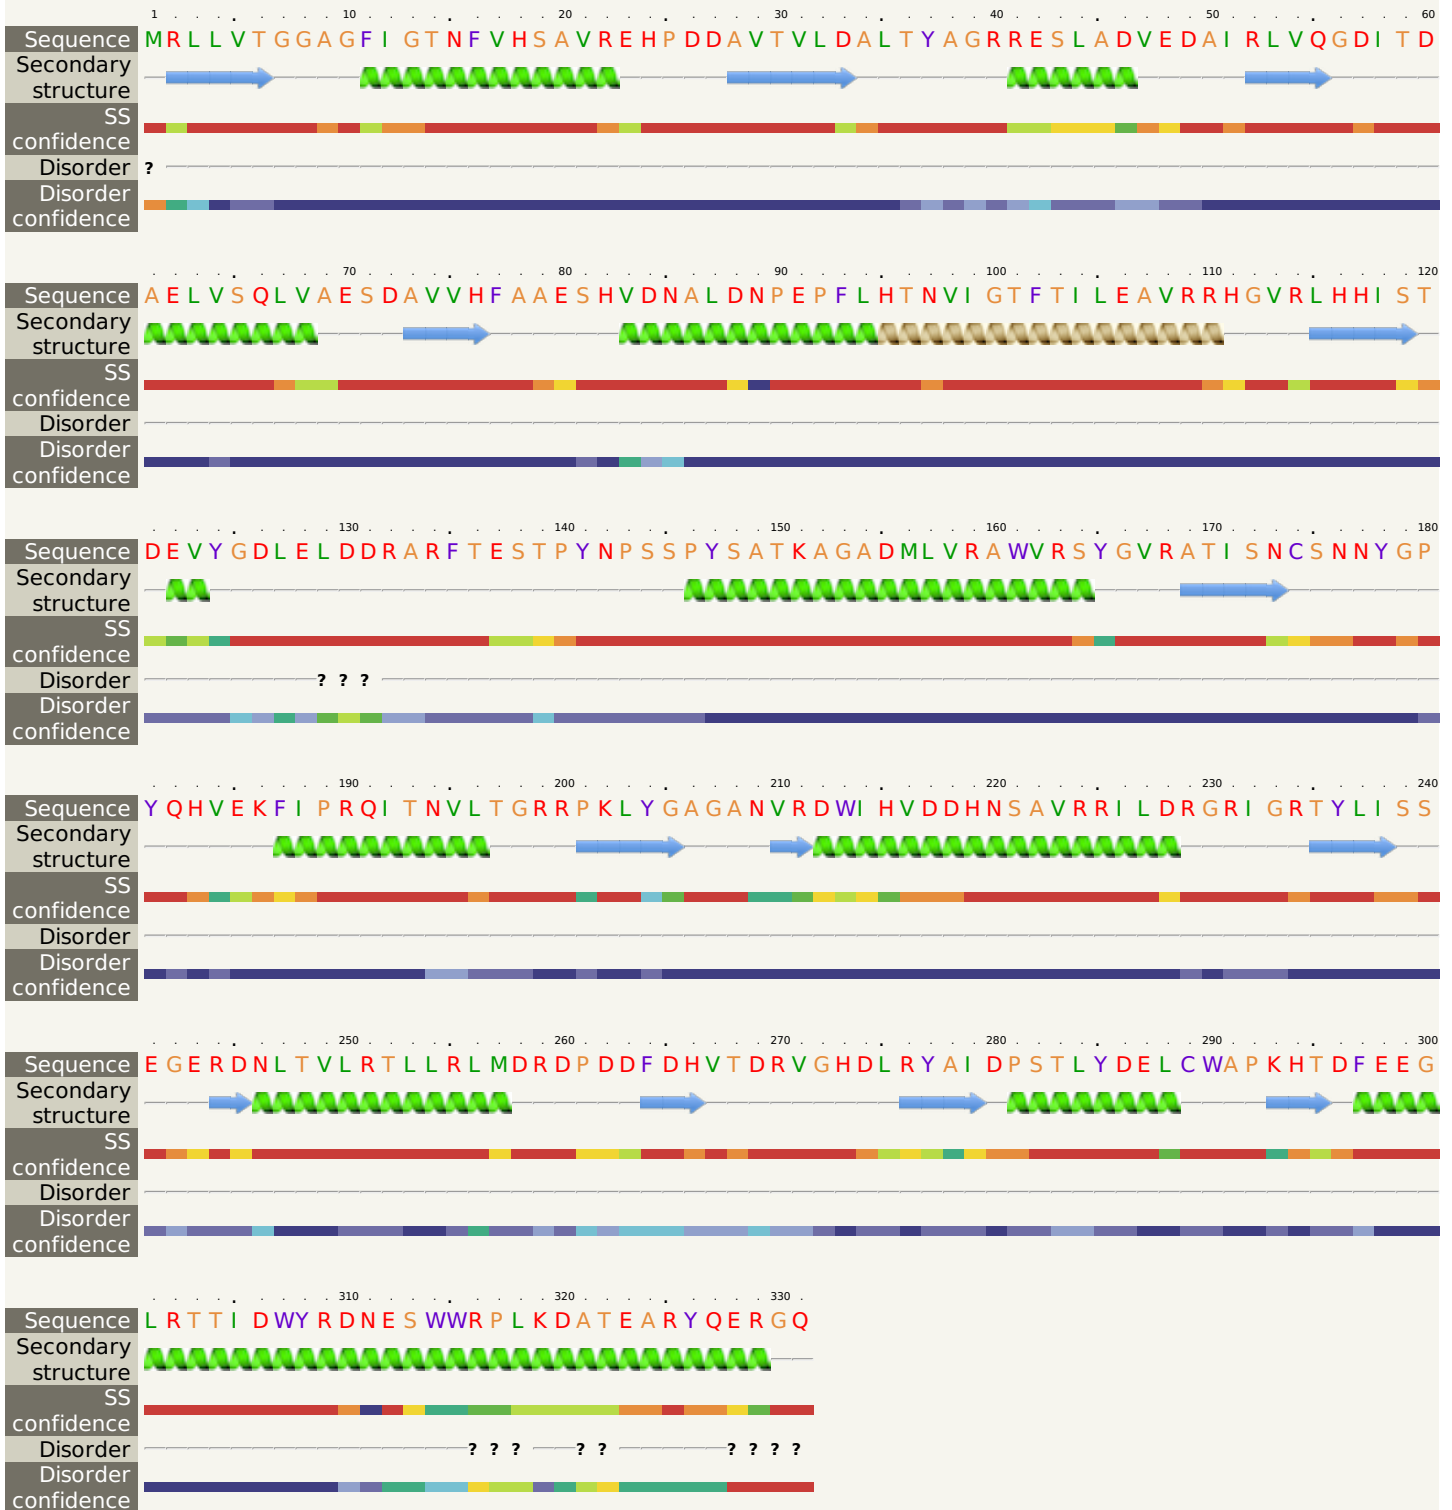 1 10 20 30 40 50 60
Sequence MRLLVTGGAGFIGTNFVHSAVREHPDDAVTVLDALTYAGRRESLADVEDAIRLVQGDITD
Secondary
structure
SS
confidence
Disorder ?
Disorder
confidence
70 80 90 100 110 120
Sequence AELVSQLVAESDAVVHFAAESHVDNALDNPEPFLHTNVIGTFTILEAVRRHGVRLHHIST
Secondary
structure
SS
confidence
Disorder
Disorder
confidence
130 140 150 160 170 180
Sequence DEVYGDLELDDRARFTESTPYNPSSPYSATKAGADMLVRAWVRSYGVRATISNCSNNYGP
Secondary
structure
SS
confidence
Disorder ? ? ?
Disorder
confidence
190 200 210 220 230 240
Sequence YQHVEKFIPRQITNVLTGRRPKLYGAGANVRDWIHVDDHNSAVRRILDRGRIGRTYLISS
Secondary
structure
SS
confidence
Disorder
Disorder
confidence
250 260 270 280 290 300
Sequence EGERDNLTVLRTLLRLMDRDPDDFDHVTDRVGHDLRYAIDPSTLYDELCWAPKHTDFEEG
Secondary
structure
SS
confidence
Disorder
Disorder
confidence
310 320 330
Sequence LRTTIDWYRDNESWWRPLKDATEARYQERGQ
Secondary
structure
SS
confidence
Disorder ? ? ? ? ? ? ? ? ?
Disorder
confidence